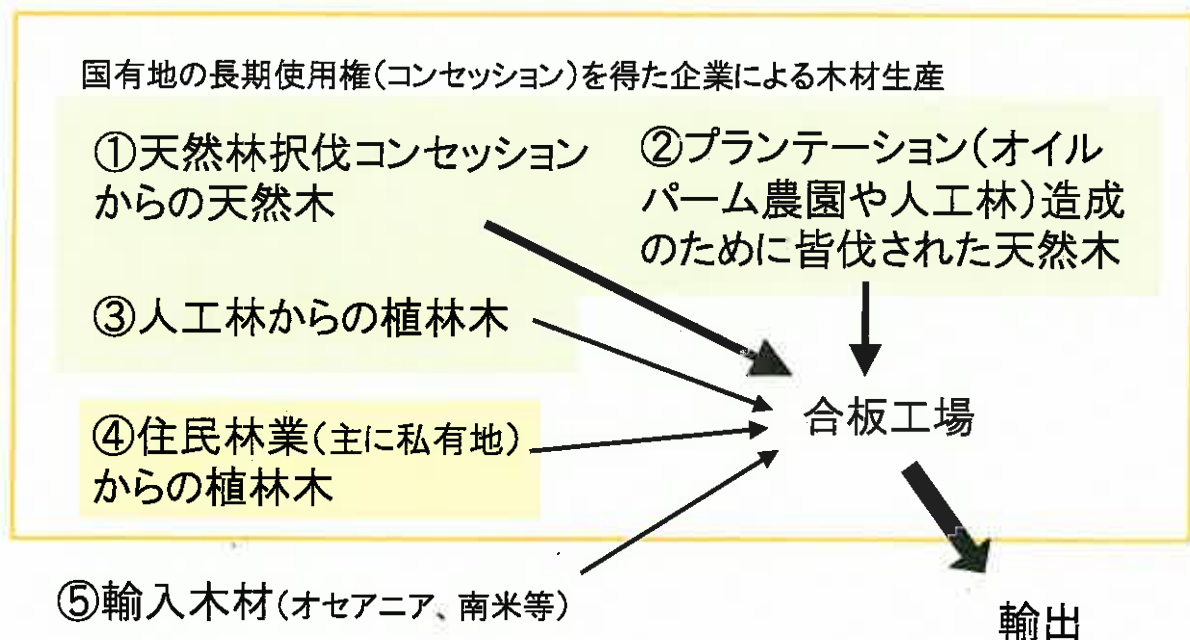 国有地の長期使用権(コンセッション)を得た企業による木材生産
①天然林択伐コンセッション
からの天然木
②プランテーション(オイル
パーム農園や人工林)造成
のために皆伐された天然木
③人工林からの植林木
④住民林業(主に私有地)
からの植林木
合板工場
⑤輸入木材(オセアニア、南米等)
輸出